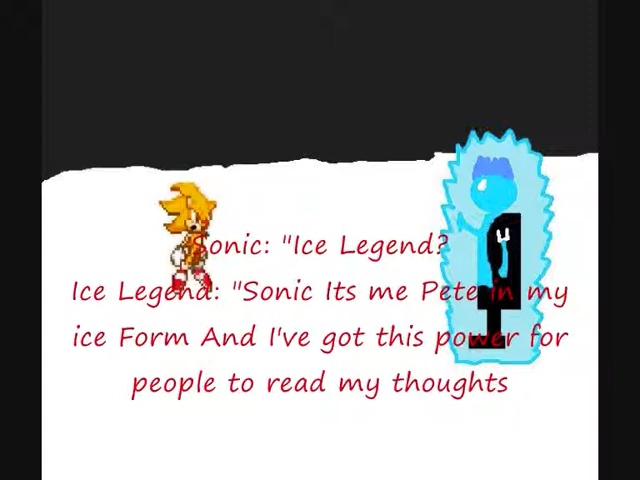 Sonic: "Ice Legend?
Ice Legend: "Sonic Its me Pete in my
ice Form And I've got this power for
people to read my thoughts